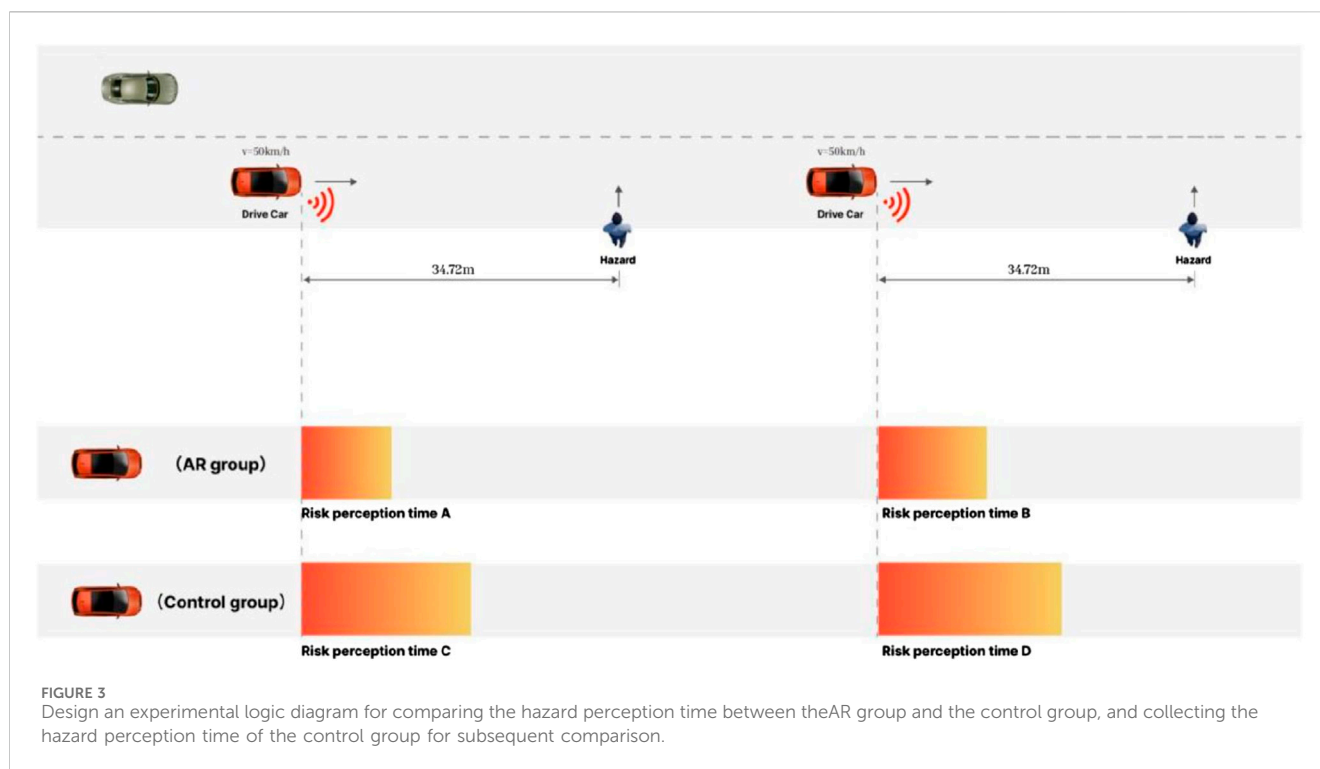 v=50km/h
v=50km/h
Drive Car
Drive Car
Hazard
Hazard
34.72m
34.72m
(AR group)
Risk perception time A
Risk perception time B
(Control group)
Risk perception time C
Risk perception time D
FIGURE 3
Design an experimental logic diagram for comparing the hazard perception time between theAR group and the control group, and collecting the
hazard perception time of the control group for subsequent comparison.